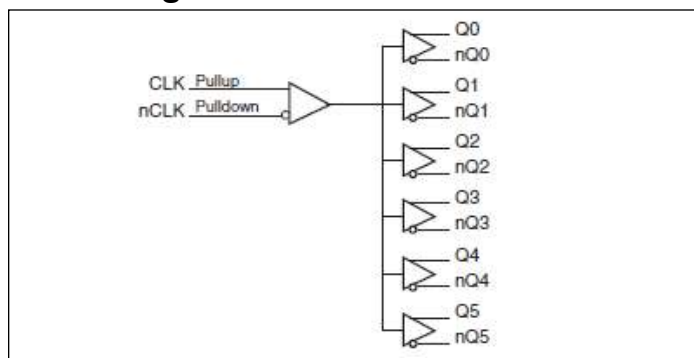 Q0
nQ0
CLK Pullup
nCLK Pulldown
Q1
nQ1
Q2
nQ2
Q3
nQ3
Q4
nQ4
Q5
nQ5